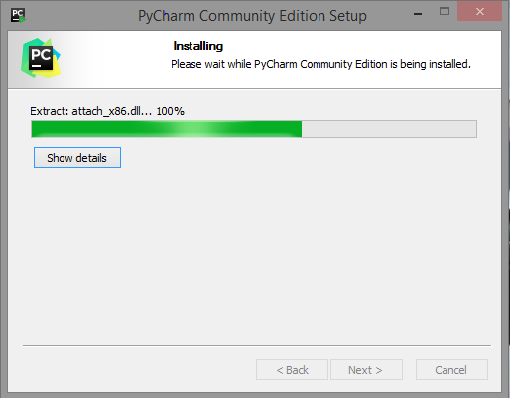 PC
PyCharm Community Edition Setup
PC
Installing
Please wait while PyCharm Community Edition is being installed.
Extract: attach_x86.dll... 100%
Show details
< Back
Next >
Cancel